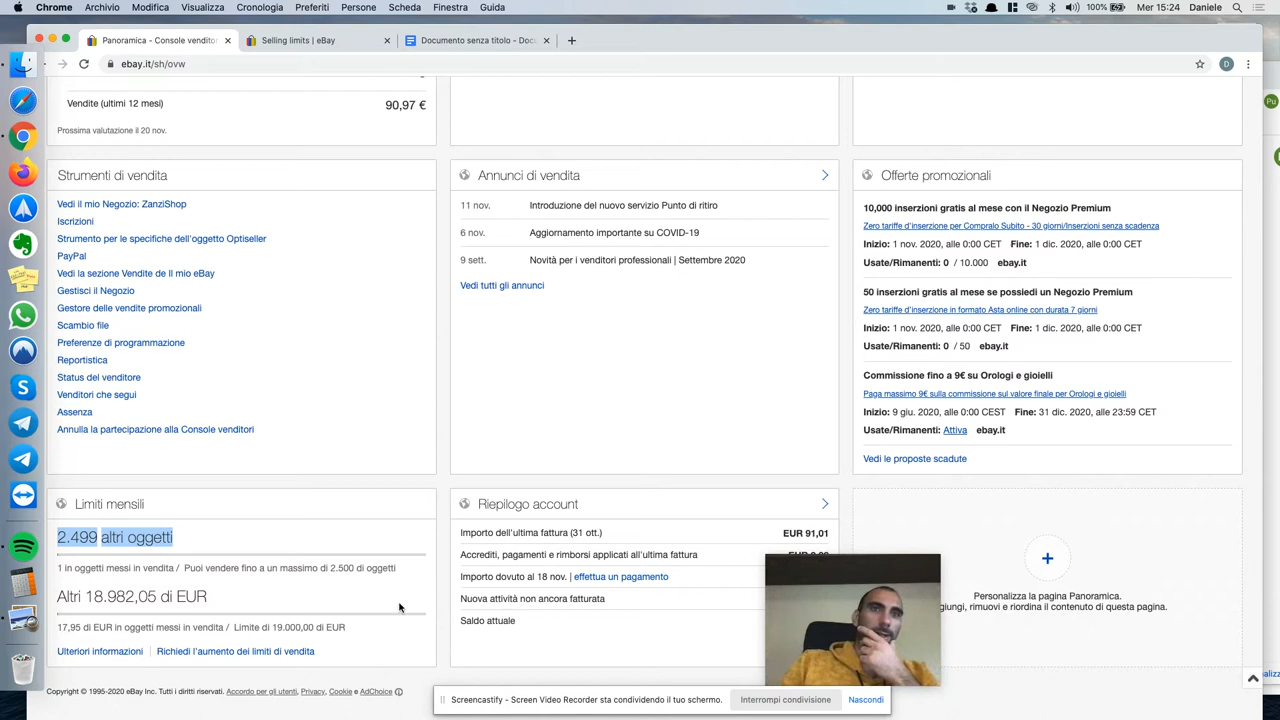 Chrome Archivio Modifica Visualizza Cronologia Preferiti Persone Scheda Finestra Guida 100% Mer 15:24 Daniele
Panoramica - Console venditor
Selling limits | eBay
Documento senza titolo - Doc
ebay.it/sh/ovw
D
Pu
Vendite (ultimi 12 mesi) 90,97 €
Prossima valutazione il 20 nov.
Strumenti di vendita
Vedi il mio Negozio: ZanziShop
Iscrizioni
Strumento per le specifiche dell'oggetto Optiseller
PayPal
Vedi la sezione Vendite de Il mio eBay
Gestisci il Negozio
Gestore delle vendite promozionali
Scambio file
Preferenze di programmazione
Reportistica
Status del venditore
Venditori che segui
Assenza
Annulla la partecipazione alla Console venditori
Annunci di vendita
11 nov. Introduzione del nuovo servizio Punto di ritiro
6 nov. Aggiornamento importante su COVID-19
9 sett. Novità per i venditori professionali | Settembre 2020
Vedi tutti gli annunci
Offerte promozionali
10,000 inserzioni gratis al mese con il Negozio Premium
Zero tariffe d'inserzione per Compralo Subito - 30 giorni/Inserzioni senza scadenza
Inizio: 1 nov. 2020, alle 0:00 CET Fine: 1 dic. 2020, alle 0:00 CET
Usate/Rimanenti: 0 / 10.000 ebay.it
50 inserzioni gratis al mese se possiedi un Negozio Premium
Zero tariffe d'inserzione in formato Asta online con durata 7 giorni
Inizio: 1 nov. 2020, alle 0:00 CET Fine: 1 dic. 2020, alle 0:00 CET
Usate/Rimanenti: 0 / 50 ebay.it
Commissione fino a 9€ su Orologi e gioielli
Paga massimo 9€ sulla commissione sul valore finale per Orologi e gioielli
Inizio: 9 giu. 2020, alle 0:00 CEST Fine: 31 dic. 2020, alle 23:59 CET
Usate/Rimanenti: Attiva ebay.it
Vedi le proposte scadute
Limiti mensili
2.499 altri oggetti
1 in oggetti messi in vendita / Puoi vendere fino a un massimo di 2.500 di oggetti
Altri 18.982,05 di EUR
17,95 di EUR in oggetti messi in vendita / Limite di 19.000,00 di EUR
Ulteriori informazioni Richiedi l'aumento dei limiti di vendita
Riepilogo account
Importo dell'ultima fattura (31 ott.) EUR 91,01
Accrediti, pagamenti e rimborsi applicati all'ultima fattura
Importo dovuto al 18 nov. | effettua un pagamento
Nuova attività non ancora fatturata
Saldo attuale
Personalizza la pagina Panoramica.
giungi, rimuovi e riordina il contenuto di questa pagina.
Copyright © 1995-2020 eBay Inc. Tutti i diritti riservati. Accordo per gli utenti, Privacy, Cookie e AdChoice
Screencastify - Screen Video Recorder sta condividendo il tuo schermo. Interrompi condivisione Nascondi